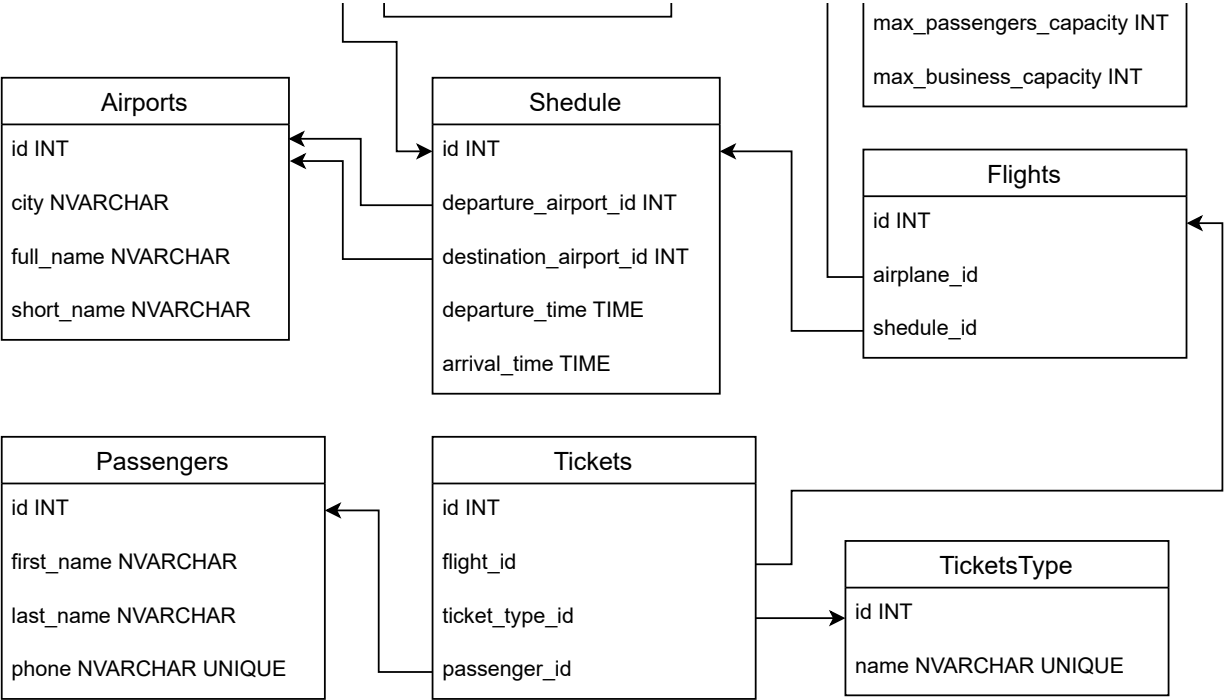 max_passengers_capacity INT
max_business_capacity INT
Airports
id INT
city NVARCHAR
full_name NVARCHAR
short_name NVARCHAR
Shedule
id INT
departure_airport_id INT
destination_airport_id INT
departure_time TIME
arrival_time TIME
Flights
id INT
airplane_id
shedule_id
Passengers
id INT
first_name NVARCHAR
last_name NVARCHAR
phone NVARCHAR UNIQUE
Tickets
id INT
flight_id
ticket_type_id
passenger_id
TicketsType
id INT
name NVARCHAR UNIQUE